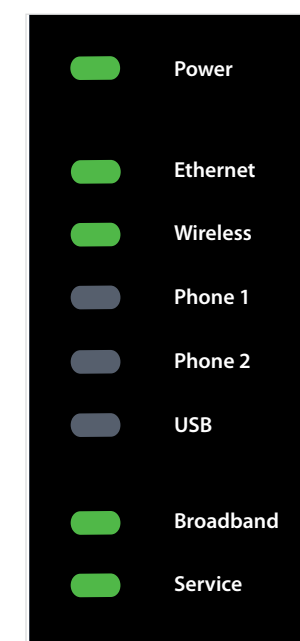 Power
Ethernet
Wireless
Phone 1
Phone 2
USB
Broadband
Service